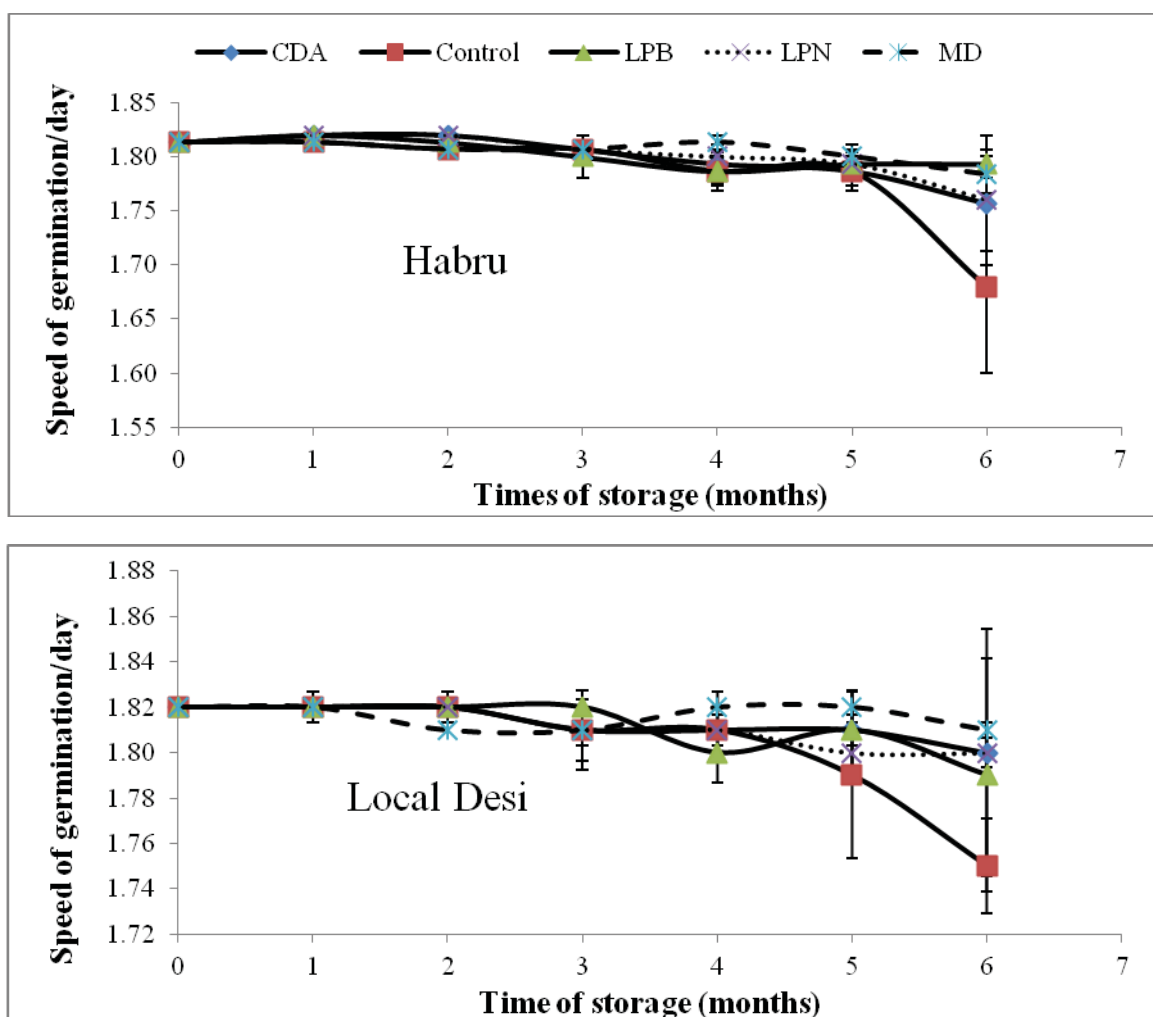 CDA Control LPB LPN MD
Speed of germination/day
1.85
1.80
1.75
1.70
1.65
1.60
1.55
Habru
0 1 2 3 4 5 6 7
Times of storage (months)
Speed of germination/day
1.88
1.86
1.84
1.82
1.80
1.78
1.76
1.74
1.72
Local Desi
0 1 2 3 4 5 6 7
Time of storage (months)